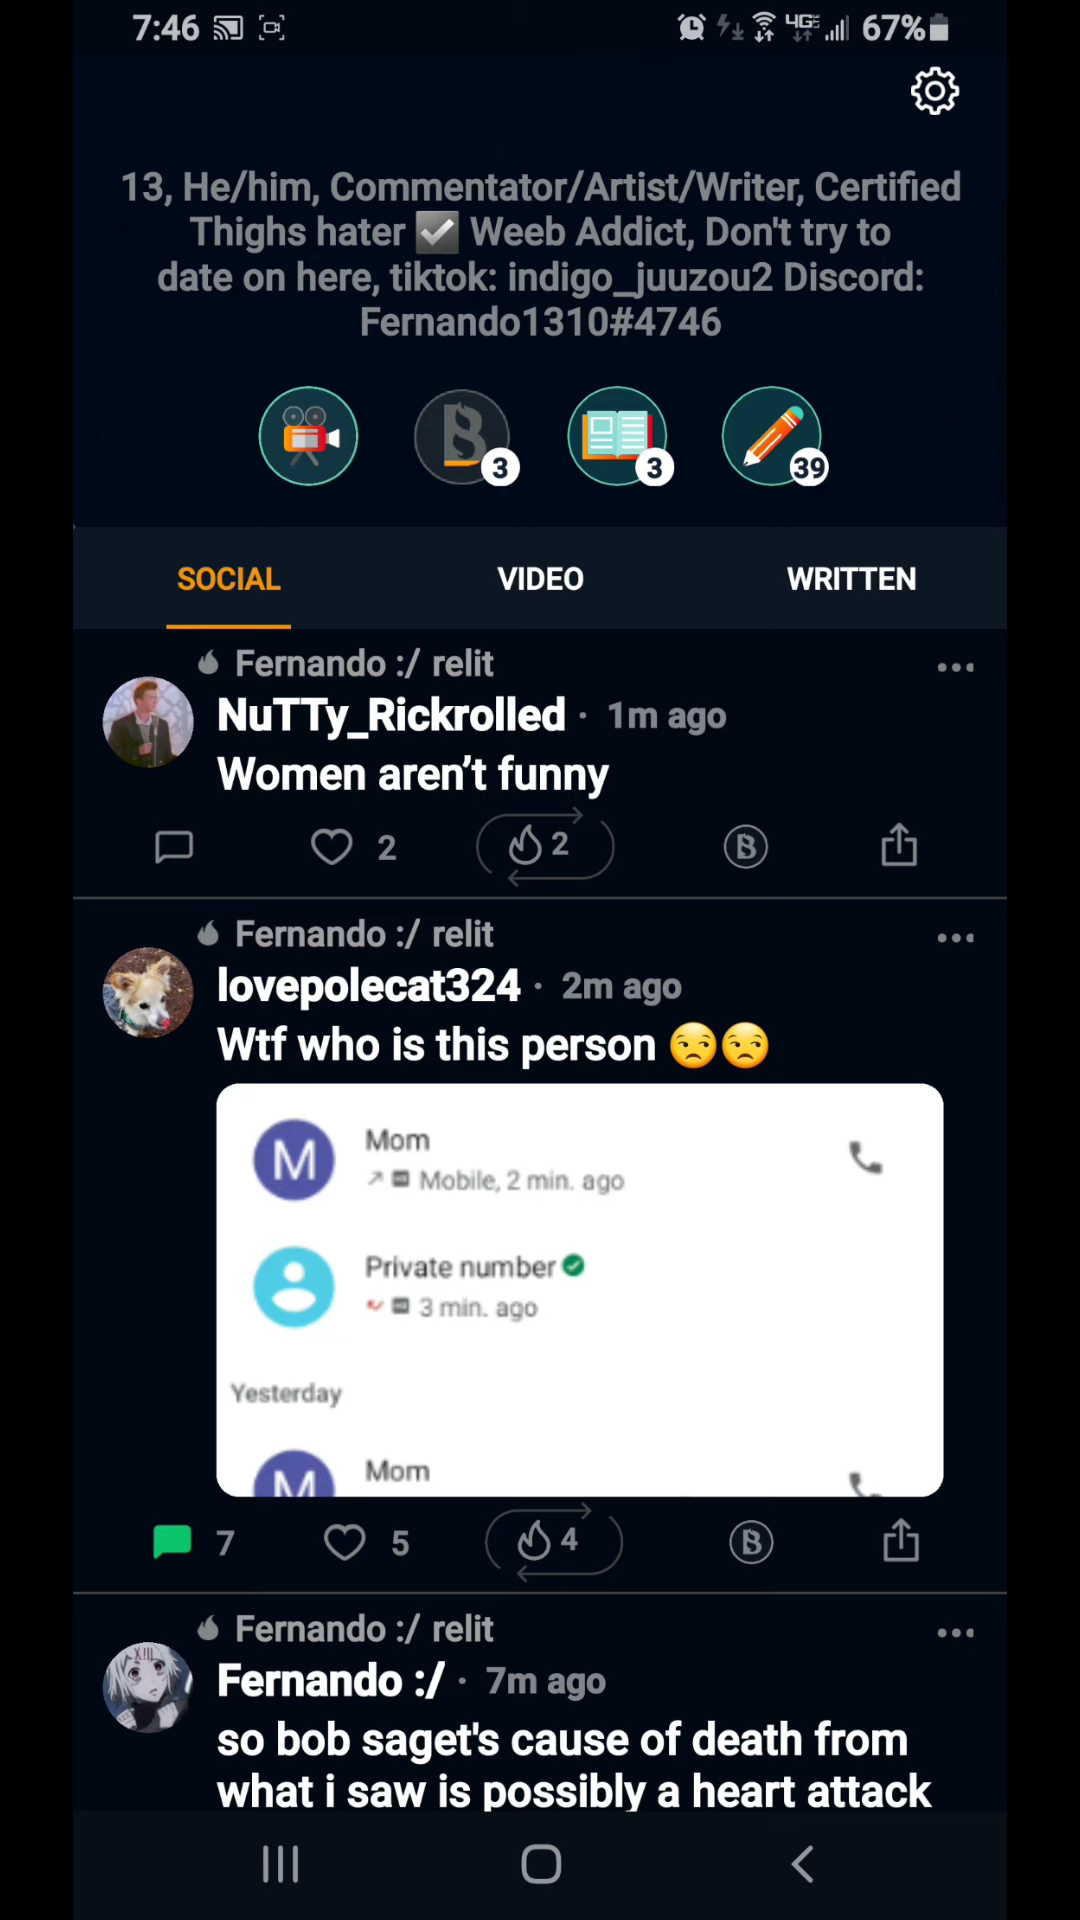 7:46 4G LTE 67%
13, He/him, Commentator/Artist/Writer, Certified
Thighs hater ☑ Weeb Addict, Don't try to
date on here, tiktok: indigo_juuzou2 Discord:
Fernando1310#4746
B 3 3 39
SOCIAL VIDEO WRITTEN
Fernando :/ relit
NuTTy_Rickrolled · 1m ago
Women aren’t funny
2 2 B
Fernando :/ relit
lovepolecat324 · 2m ago
Wtf who is this person 😒😒
M Mom
Mobile, 2 min. ago
Private number
3 min. ago
Yesterday
M Mom
7 5 4 B
Fernando :/ relit
XIII
Fernando :/ · 7m ago
so bob saget's cause of death from
what i saw is possibly a heart attack